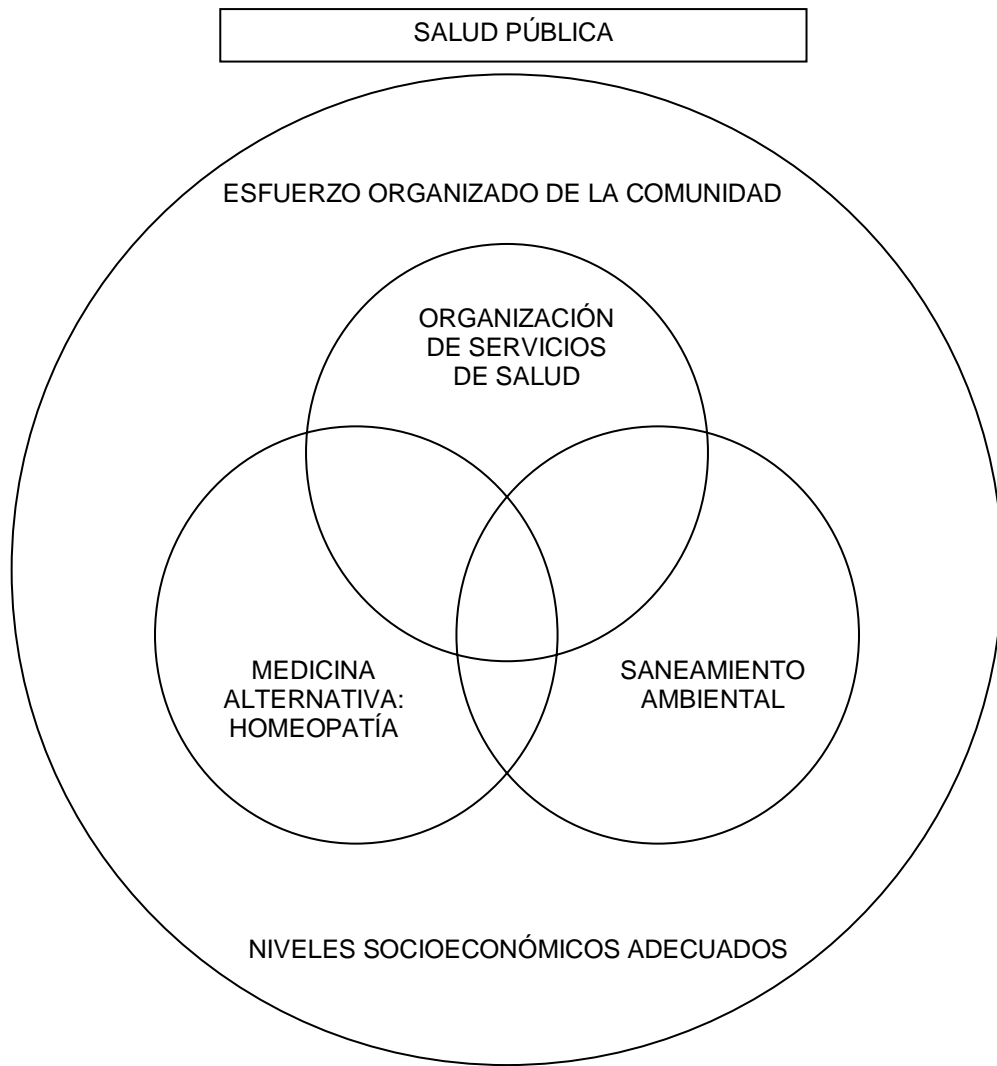 SALUD PÚBLICA
ESFUERZO ORGANIZADO DE LA COMUNIDAD
ORGANIZACIÓN
DE SERVICIOS
DE SALUD
MEDICINA
ALTERNATIVA:
HOMEOPATÍA
SANEAMIENTO
AMBIENTAL
NIVELES SOCIOECONÓMICOS ADECUADOS